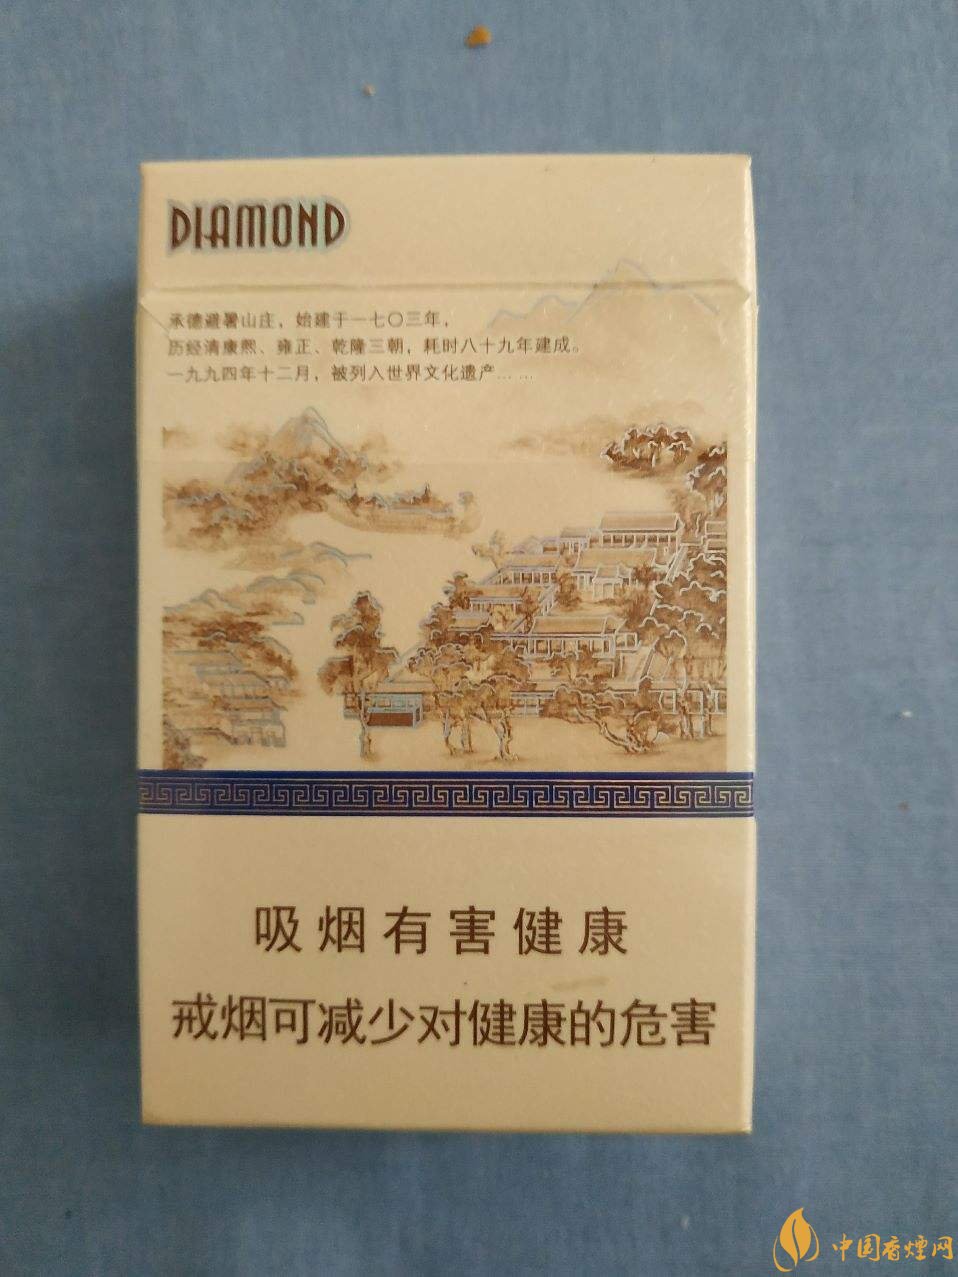 DIAMOND
承德避暑山庄，始建于一七〇三年，
历经清康熙、雍正、乾隆三朝，耗时八十九年建成。
一九九四年十二月，被列入世界文化遗产... ...
吸烟有害健康
戒烟可减少对健康的危害
中国香烟网